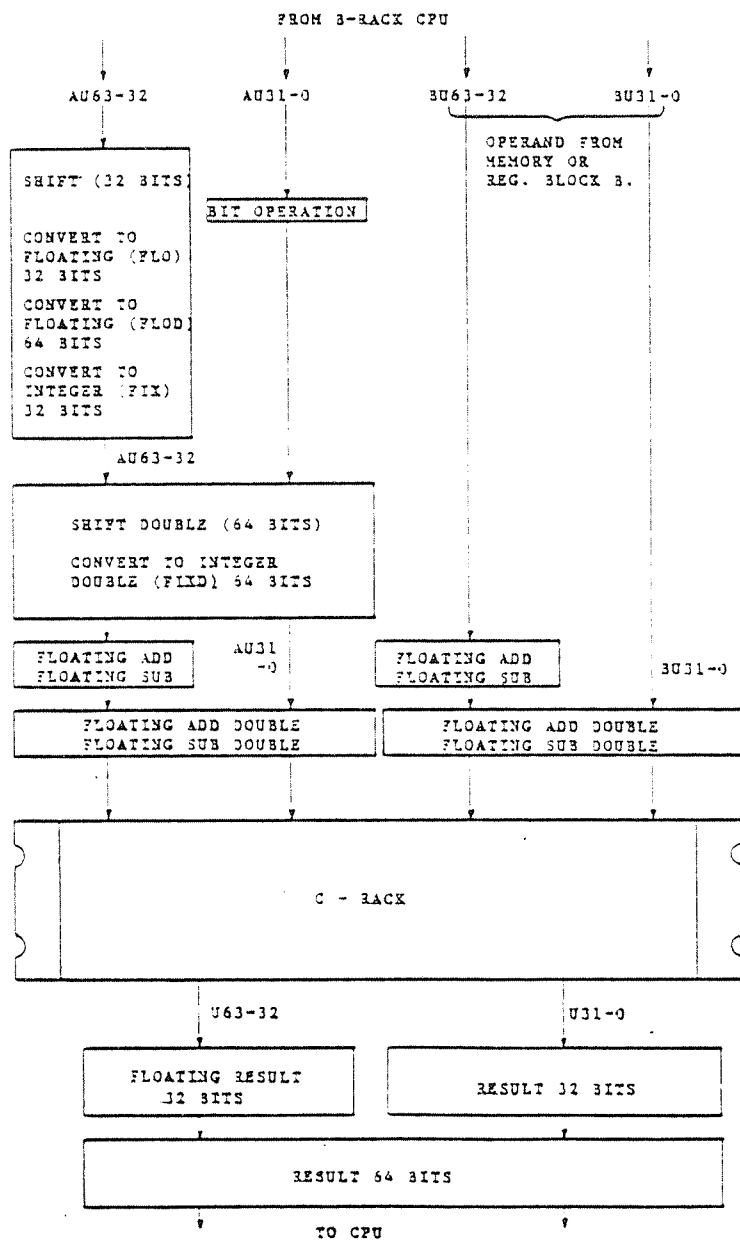 FROM B-RACK CPU
AU63-32
AU31-0
BU63-32
BU31-0
OPERAND FROM
MEMORY OR
REG. BLOCK B.
SHIFT (32 BITS)
BIT OPERATION
CONVERT TO
FLOATING (FLO)
32 BITS
CONVERT TO
FLOATING (FLOD)
64 BITS
CONVERT TO
INTEGER (FIX)
32 BITS
AU63-32
SHIFT DOUBLE (64 BITS)
CONVERT TO INTEGER
DOUBLE (FIXD) 64 BITS
FLOATING ADD
FLOATING SUB
AU31
-0
FLOATING ADD
FLOATING SUB
BU31-0
FLOATING ADD DOUBLE
FLOATING SUB DOUBLE
FLOATING ADD DOUBLE
FLOATING SUB DOUBLE
C - RACK
U63-32
U31-0
FLOATING RESULT
32 BITS
RESULT 32 BITS
RESULT 64 BITS
TO CPU